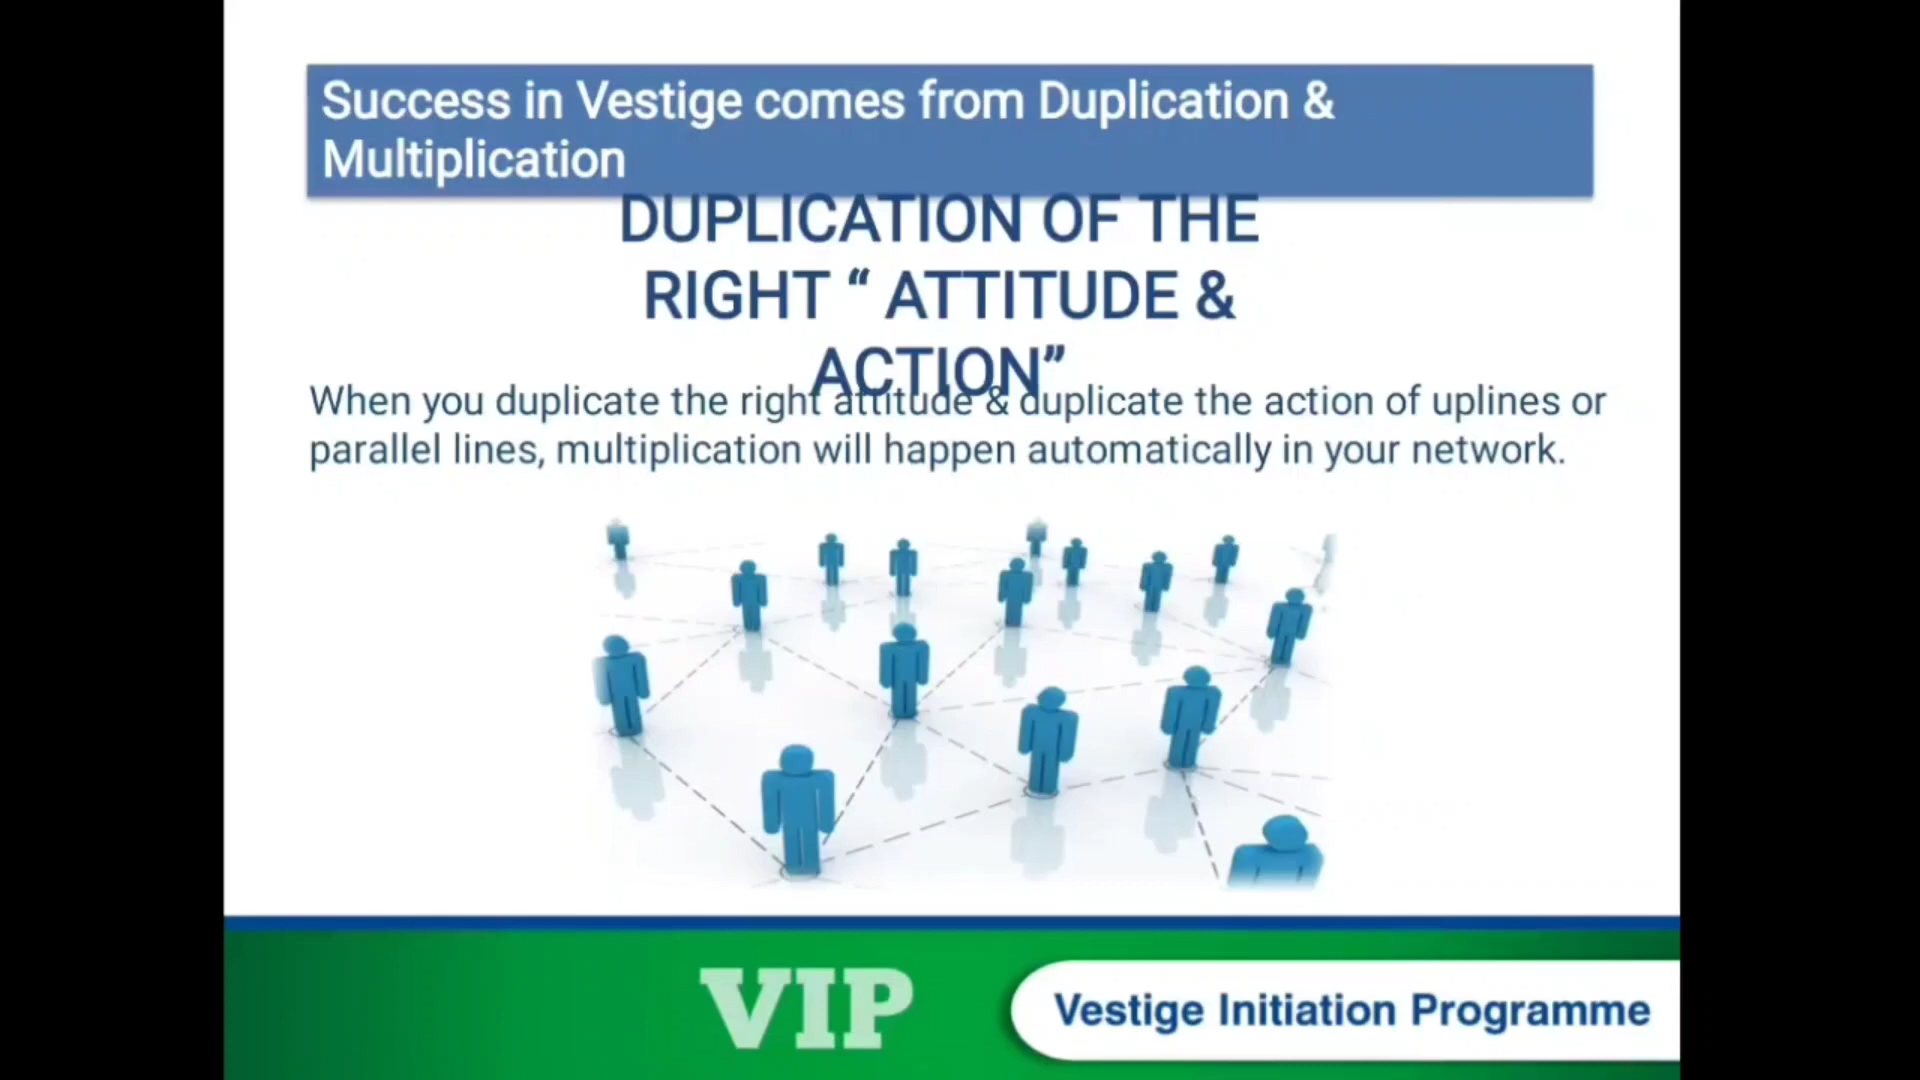 Success in Vestige comes from Duplication &
Multiplication
DUPLICATION OF THE
RIGHT “ ATTITUDE &
ACTION”
When you duplicate the right attitude & duplicate the action of uplines or
parallel lines, multiplication will happen automatically in your network.
VIP
Vestige Initiation Programme